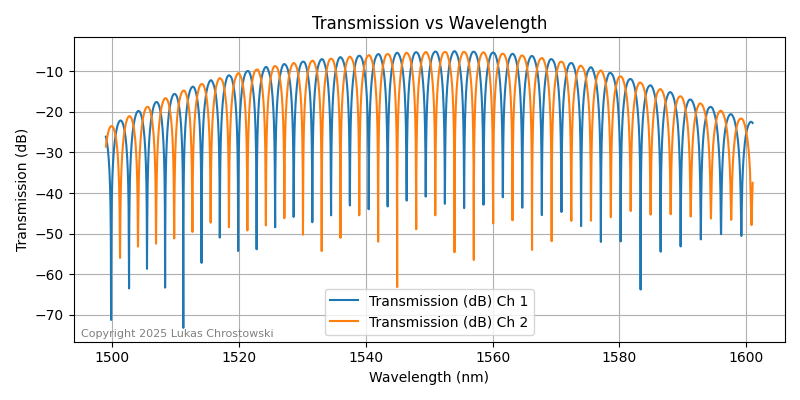 Transmission vs Wavelength
Transmission (dB)
−10
−20
−30
−40
−50
−60
−70
Transmission (dB) Ch 1
Transmission (dB) Ch 2
Copyright 2025 Lukas Chrostowski
1500 1520 1540 1560 1580 1600
Wavelength (nm)